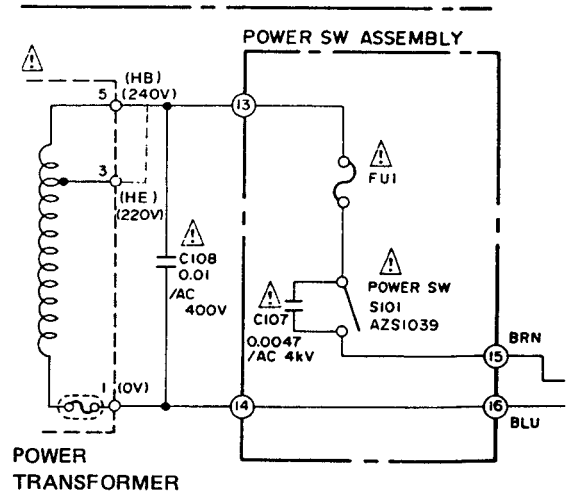 POWER SW ASSEMBLY
(HB)
5 (240V)
13
3
(HE)
(220V)
FU1
C108
0.01
/AC
400V
POWER SW
S101
AZS1039
C107
0.0047
/AC 4kV
15
BRN
1 (0V)
14
16
BLU
POWER
TRANSFORMER